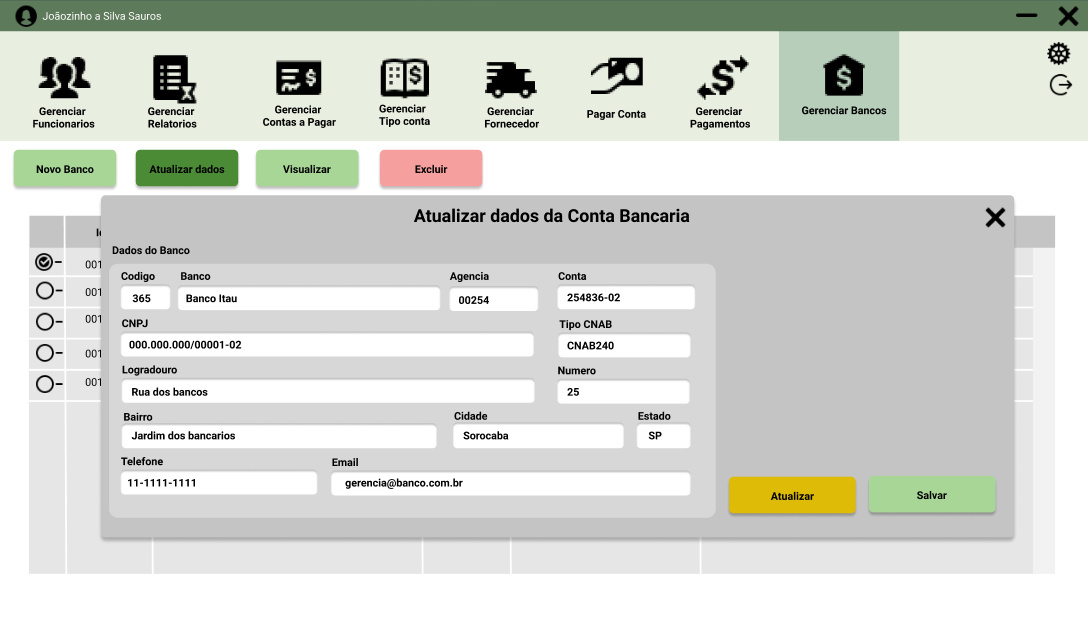 Joãozinho a Silva Sauros
Gerenciar
Funcionarios
Gerenciar
Relatorios
Gerenciar
Contas a Pagar
Gerenciar
Tipo conta
Gerenciar
Fornecedor
Pagar Conta
Gerenciar
Pagamentos
Gerenciar Bancos
Novo Banco
Atualizar dados
Visualizar
Excluir
Atualizar dados da Conta Bancaria
Dados do Banco
Codigo Banco Agencia Conta
365 Banco Itau 00254 254836-02
CNPJ Tipo CNAB
000.000.000/00001-02 CNAB240
Logradouro Numero
Rua dos bancos 25
Bairro Cidade Estado
Jardim dos bancarios Sorocaba SP
Telefone Email
11-1111-1111 gerencia@banco.com.br
Atualizar Salvar
001
001
001
001
001